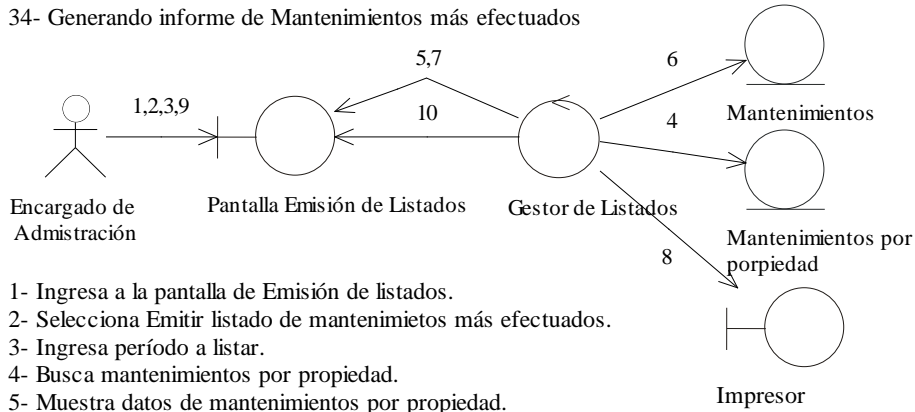 34- Generando informe de Mantenimientos más efectuados
5,7
6
1,2,3,9
10
4
Mantenimientos
Encargado de
Admistración
Pantalla Emisión de Listados
Gestor de Listados
Mantenimientos por
porpiedad
8
1- Ingresa a la pantalla de Emisión de listados.
2- Selecciona Emitir listado de mantenimietos más efectuados.
3- Ingresa período a listar.
4- Busca mantenimientos por propiedad.
5- Muestra datos de mantenimientos por propiedad.
Impresor